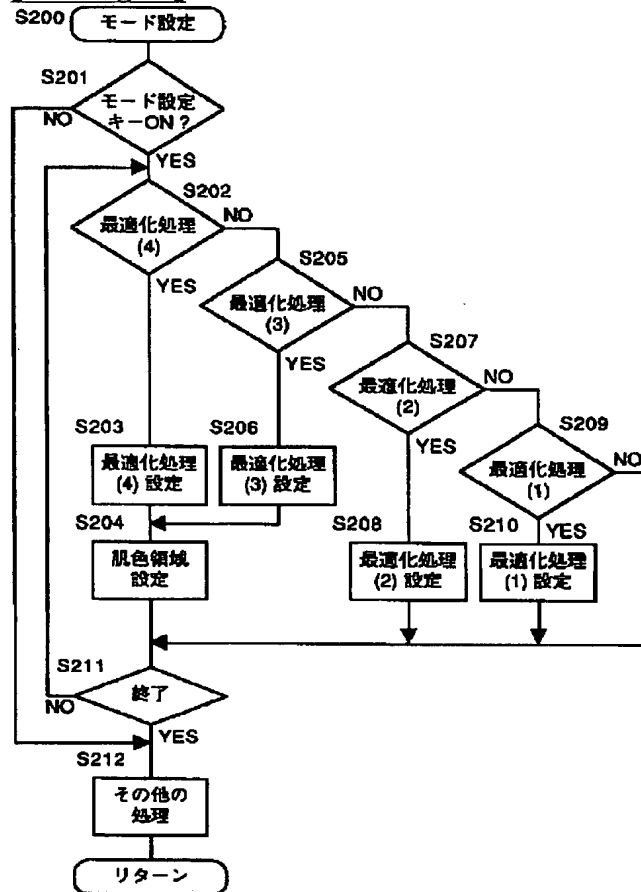 S200
モード設定
S201
モード設定
キーON?
NO
YES
S202
最適化処理
(4)
NO
YES
S205
最適化処理
(3)
NO
YES
S207
最適化処理
(2)
NO
YES
S209
最適化処理
(1)
NO
YES
S203
最適化処理
(4) 設定
S206
最適化処理
(3) 設定
S204
肌色領域
設定
S208
最適化処理
(2) 設定
S210
最適化処理
(1) 設定
S211
終了
NO
YES
S212
その他の
処理
リターン